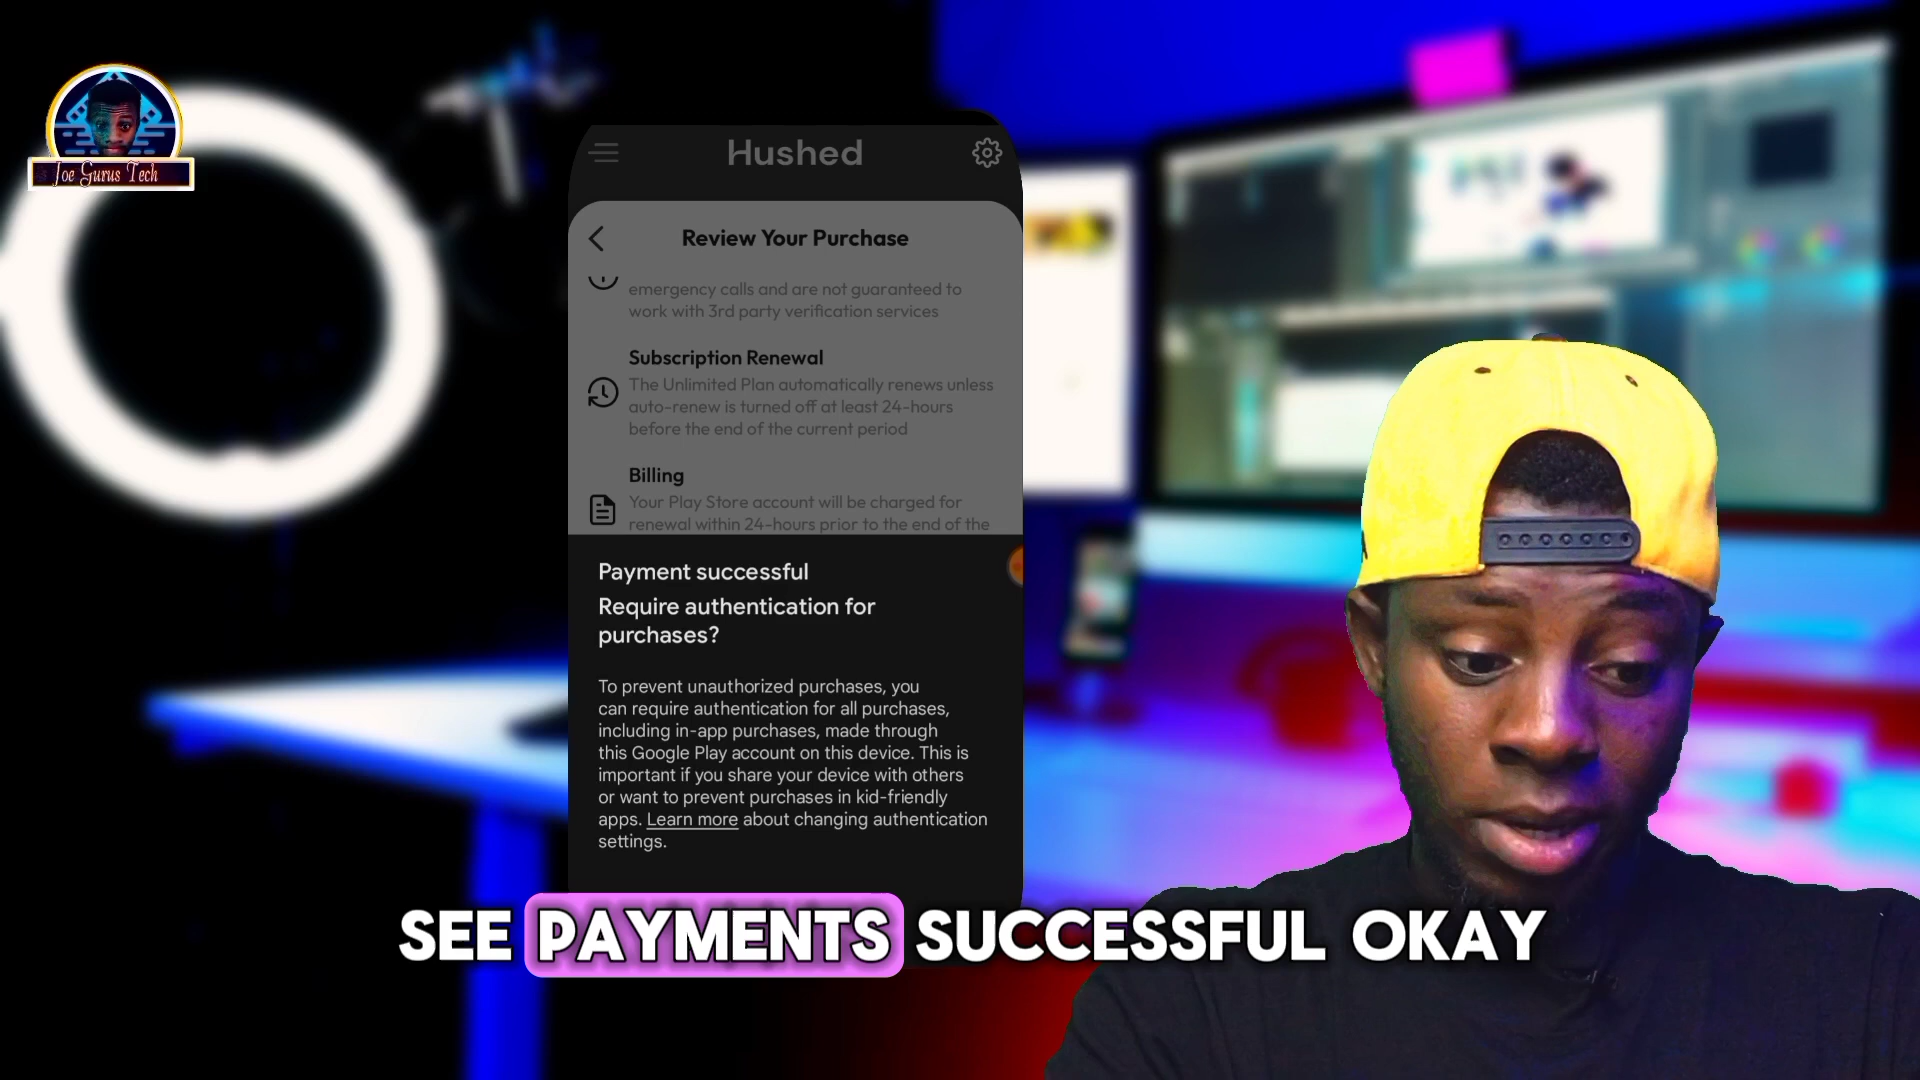 Joe Gurus Tech
Hushed
Review Your Purchase
emergency calls and are not guaranteed to
work with 3rd party verification services
Subscription Renewal
The Unlimited Plan automatically renews unless
auto-renew is turned off at least 24-hours
before the end of the current period
Billing
Your Play Store account will be charged for
renewal within 24-hours prior to the end of the
Payment successful
Require authentication for
purchases?
To prevent unauthorized purchases, you
can require authentication for all purchases,
including in-app purchases, made through
this Google Play account on this device. This is
important if you share your device with others
or want to prevent purchases in kid-friendly
apps. Learn more about changing authentication
settings.
SEE PAYMENTS SUCCESSFUL OKAY